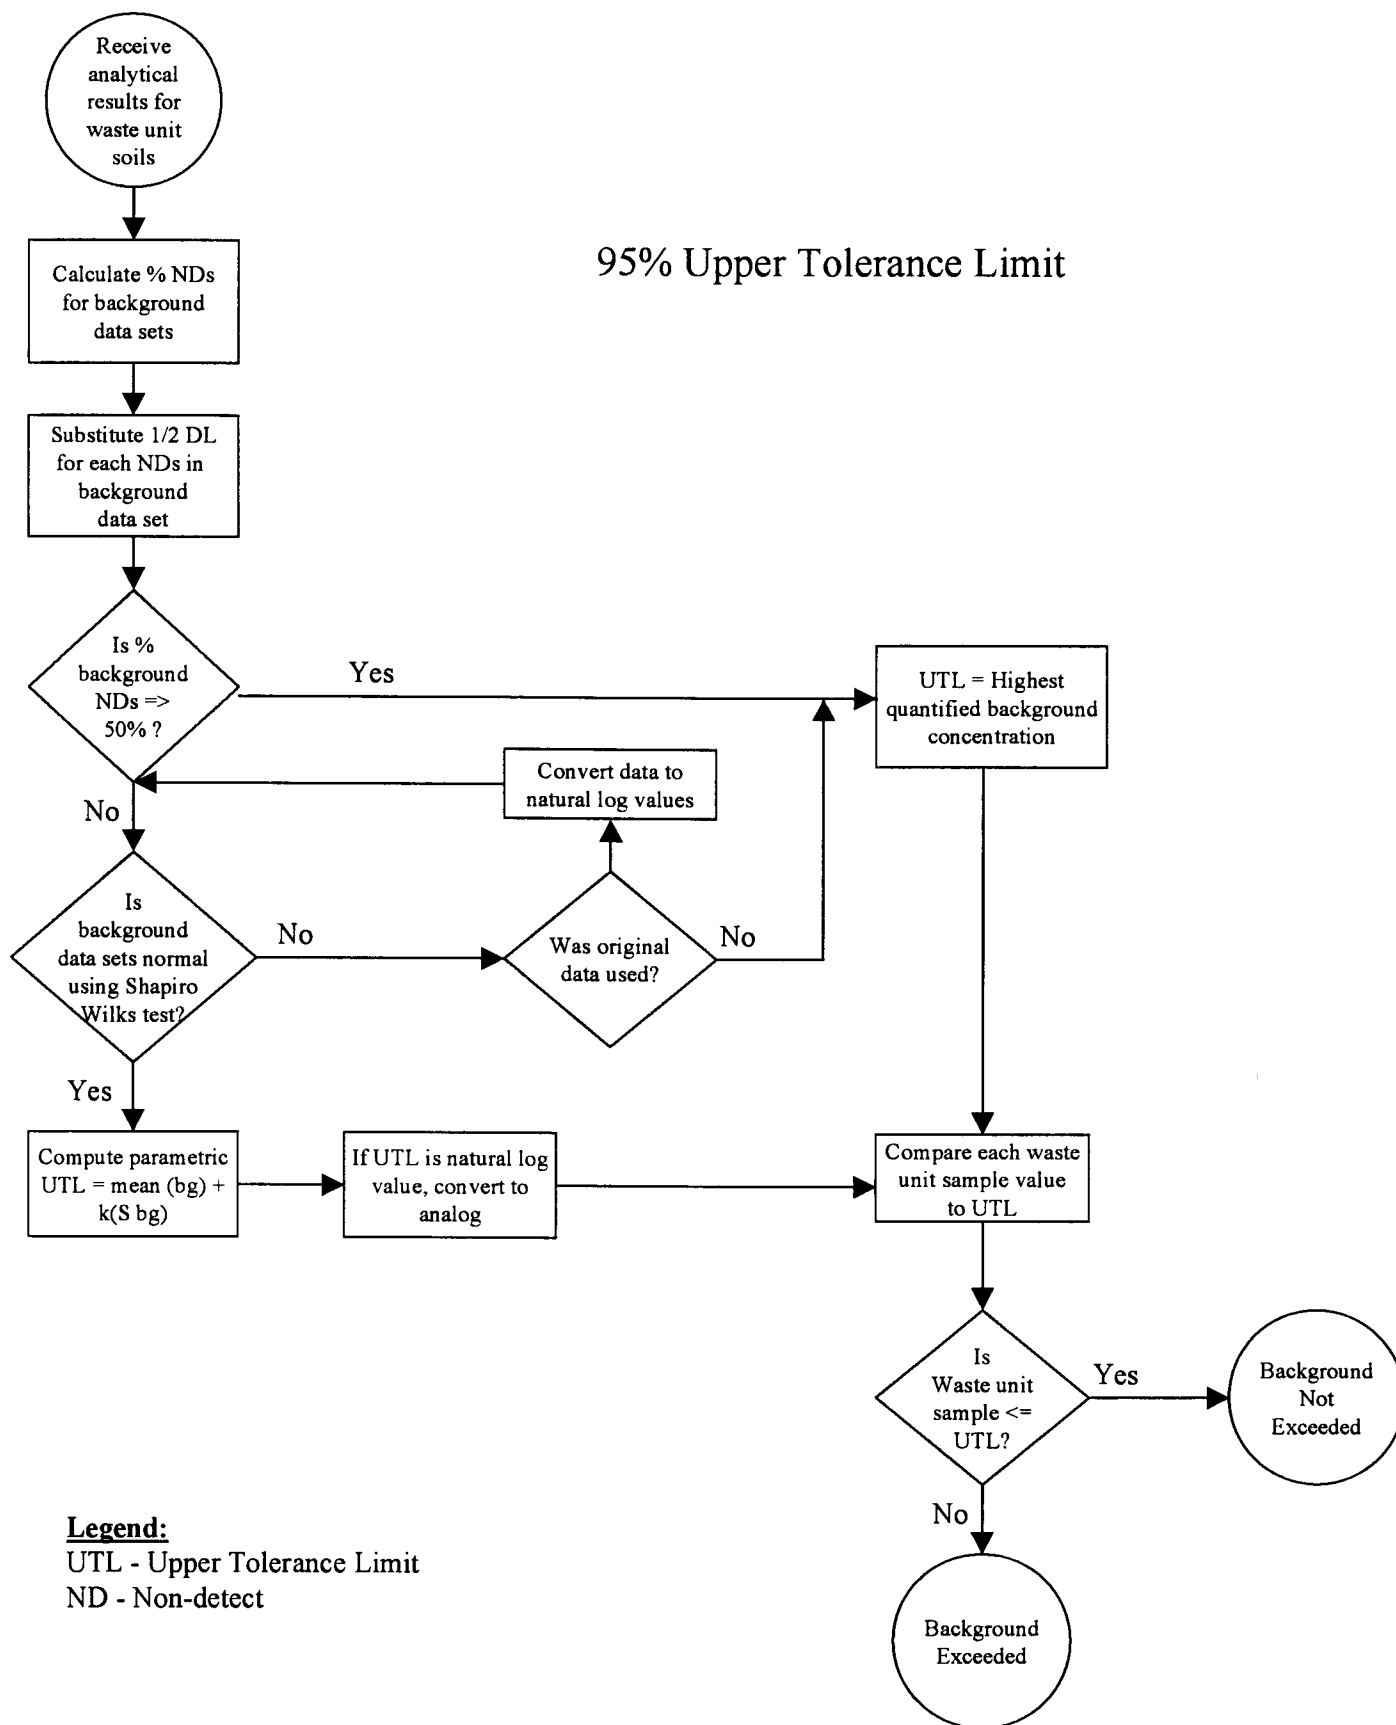 Receive
analytical
results for
waste unit
soils
95% Upper Tolerance Limit
Calculate % NDs
for background
data sets
Substitute 1/2 DL
for each NDs in
background
data set
Is %
background
NDs =>
50% ?
Yes
UTL = Highest
quantified background
concentration
Convert data to
natural log values
No
Is
background
data sets normal
using Shapiro
Wilks test?
No
Was original
data used?
No
Yes
Compute parametric
UTL = mean (bg) +
k(S bg)
If UTL is natural log
value, convert to
analog
Compare each waste
unit sample value
to UTL
Is
Waste unit
sample <=
UTL?
Yes
Background
Not
Exceeded
No
Background
Exceeded
Legend:
UTL - Upper Tolerance Limit
ND - Non-detect